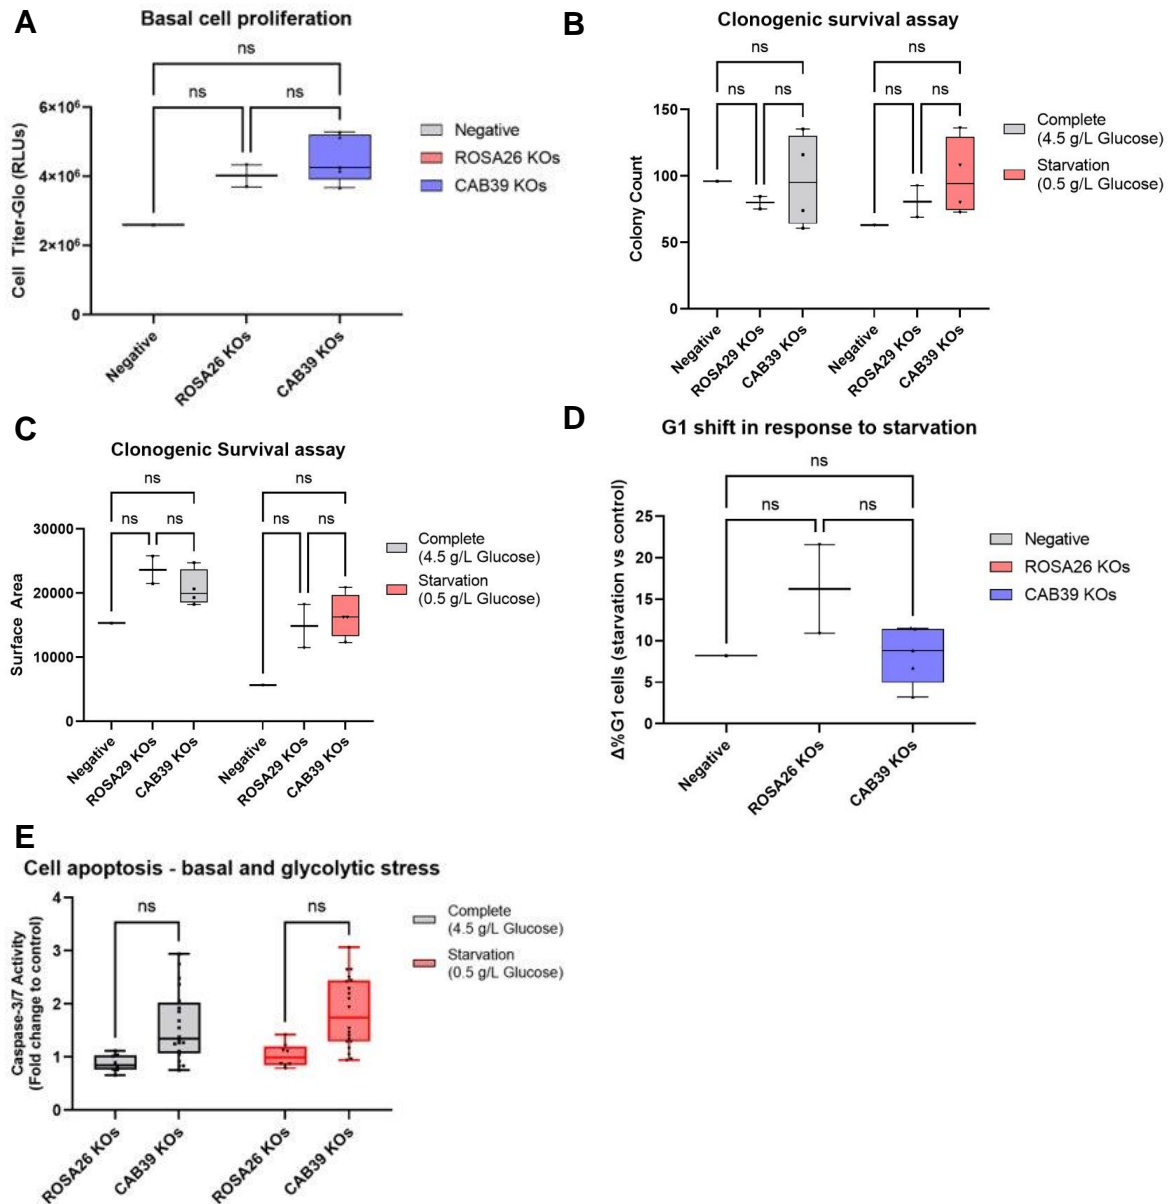 A
Basal cell proliferation
ns
ns
ns
6×10⁶
4×10⁶
2×10⁶
0
Cell Titer-Glo (RLUs)
Negative
ROSA26 KOs
CAB39 KOs
Negative
ROSA26 KOs
CAB39 KOs
B
Clonogenic survival assay
ns
ns
ns
ns
ns
ns
150
100
50
0
Colony Count
Negative
ROSA29 KOs
CAB39 KOs
Negative
ROSA29 KOs
CAB39 KOs
Complete
(4.5 g/L Glucose)
Starvation
(0.5 g/L Glucose)
C
Clonogenic Survival assay
ns
ns
ns
ns
ns
ns
30000
20000
10000
0
Surface Area
Negative
ROSA29 KOs
CAB39 KOs
Negative
ROSA29 KOs
CAB39 KOs
Complete
(4.5 g/L Glucose)
Starvation
(0.5 g/L Glucose)
D
G1 shift in response to starvation
ns
ns
ns
25
20
15
10
5
0
Δ%G1 cells (starvation vs control)
Negative
ROSA26 KOs
CAB39 KOs
Negative
ROSA26 KOs
CAB39 KOs
E
Cell apoptosis - basal and glycolytic stress
ns
ns
4
3
2
1
0
Caspase-3/7 Activity
(Fold change to control)
ROSA26 KOs
CAB39 KOs
ROSA26 KOs
CAB39 KOs
Complete
(4.5 g/L Glucose)
Starvation
(0.5 g/L Glucose)